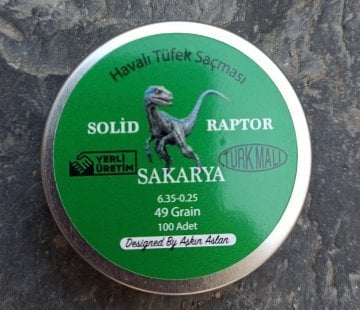 Havalı Tüfek Saçması
SOLİD RAPTOR
YERLİ
ÜRETİM
TÜRK MALI
SAKARYA
6.35-0.25
49 Grain
100 Adet
Designed By Aşkın Aslan